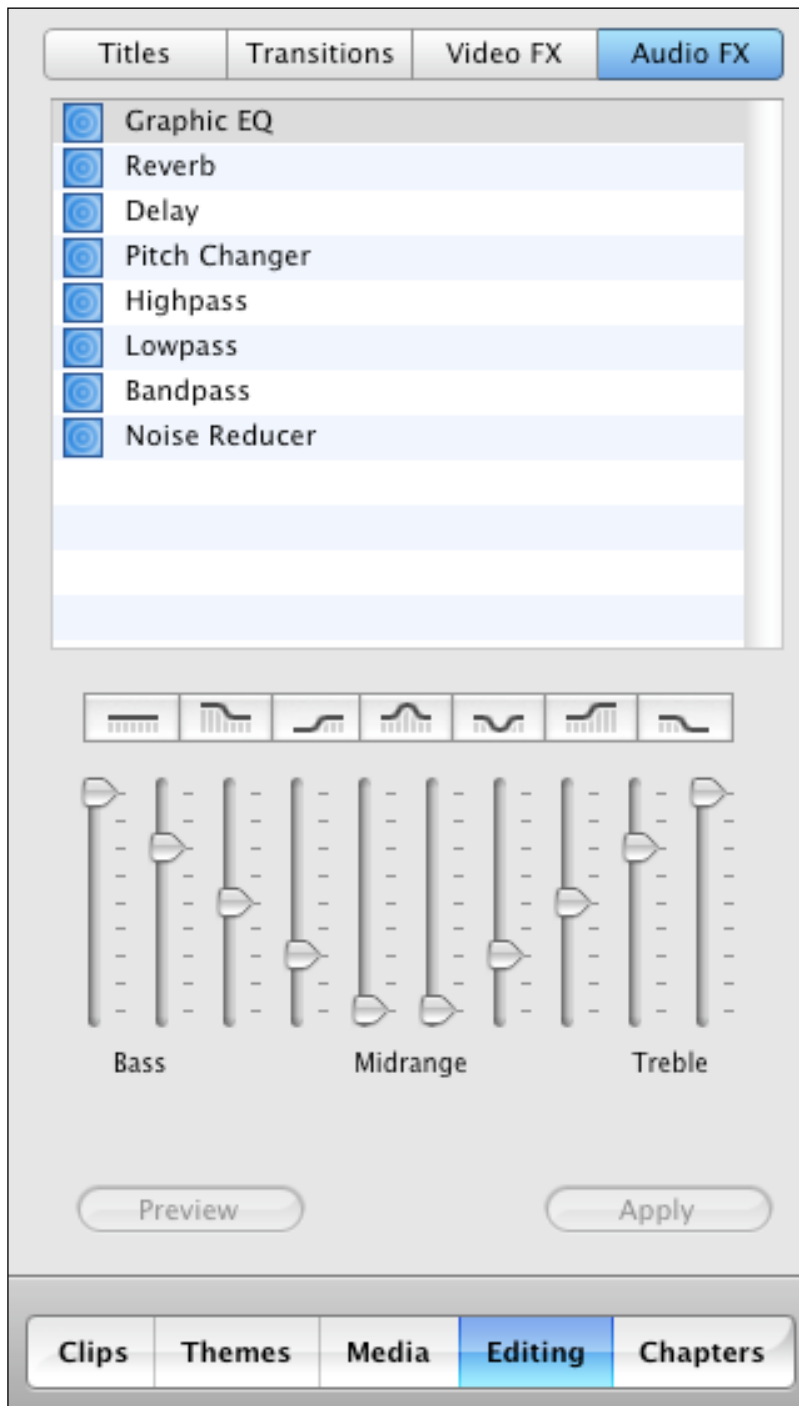 Titles Transitions Video FX Audio FX
Graphic EQ
Reverb
Delay
Pitch Changer
Highpass
Lowpass
Bandpass
Noise Reducer
Bass Midrange Treble
Preview Apply
Clips Themes Media Editing Chapters